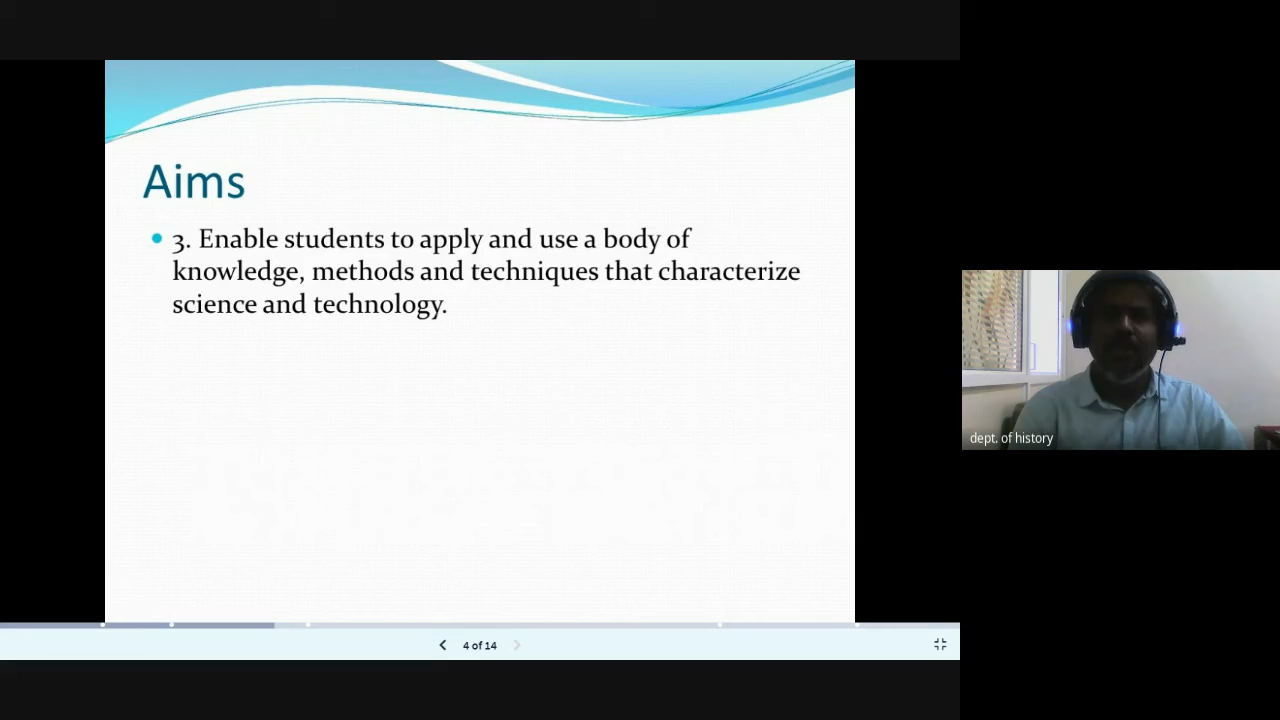 Aims
3. Enable students to apply and use a body of
knowledge, methods and techniques that characterize
science and technology.
dept. of history
4 of 14